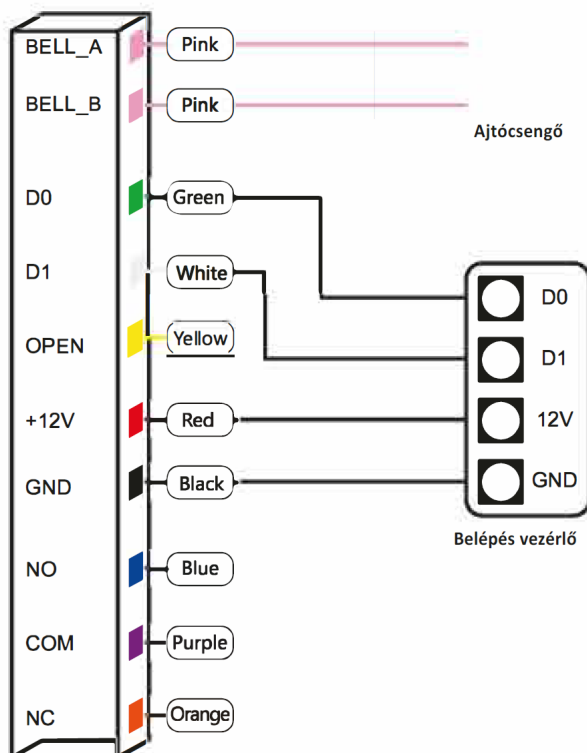 BELL_A Pink
BELL_B Pink
Ajtócsengő
D0 Green
D1 White
D0
OPEN Yellow
D1
+12V Red 12V
GND Black GND
Belépés vezérlő
NO Blue
COM Purple
NC Orange